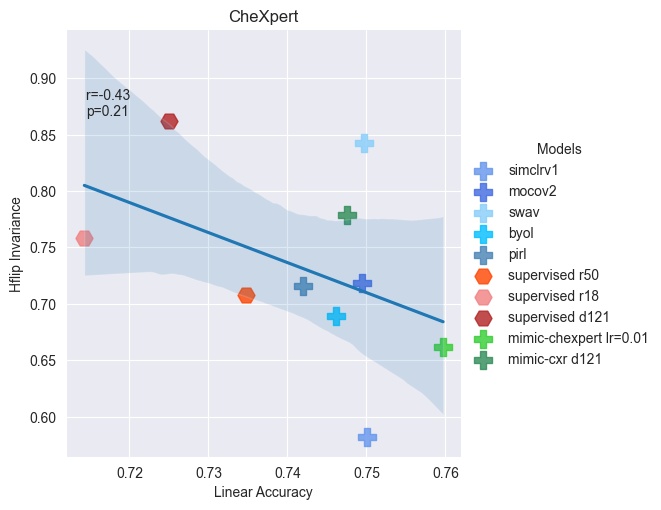 CheXpert
r=-0.43
p=0.21
Hflip Invariance
0.90
0.85
0.80
0.75
0.70
0.65
0.60
0.72
0.73
0.74
0.75
0.76
Linear Accuracy
Models
simclrv1
mocov2
swav
byol
pirl
supervised r50
supervised r18
supervised d121
mimic-chexpert lr=0.01
mimic-cxr d121